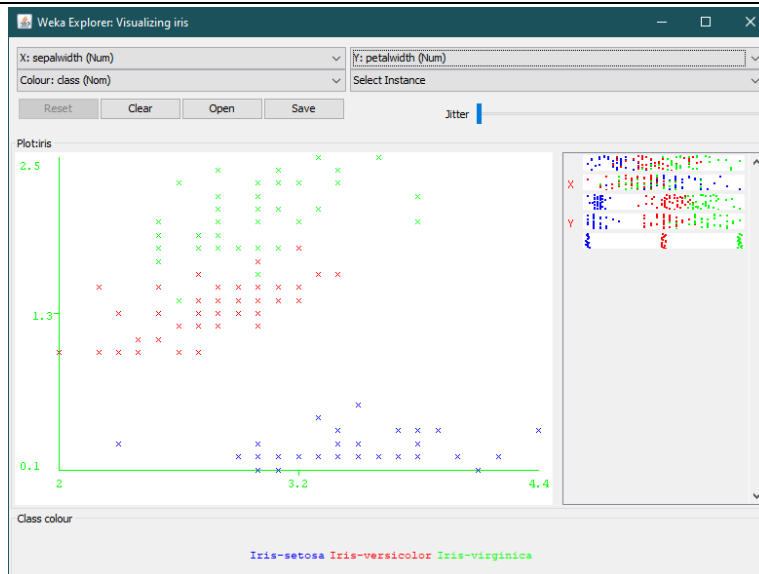 Weka Explorer: Visualizing iris
X: sepalwidth (Num) Y: petalwidth (Num)
Colour: class (Nom) Select Instance
Reset Clear Open Save Jitter
Plot:iris
2.5
X
Y
1.3
0.1
2 3.2 4.4
Class colour
Iris-setosa Iris-versicolor Iris-virginica